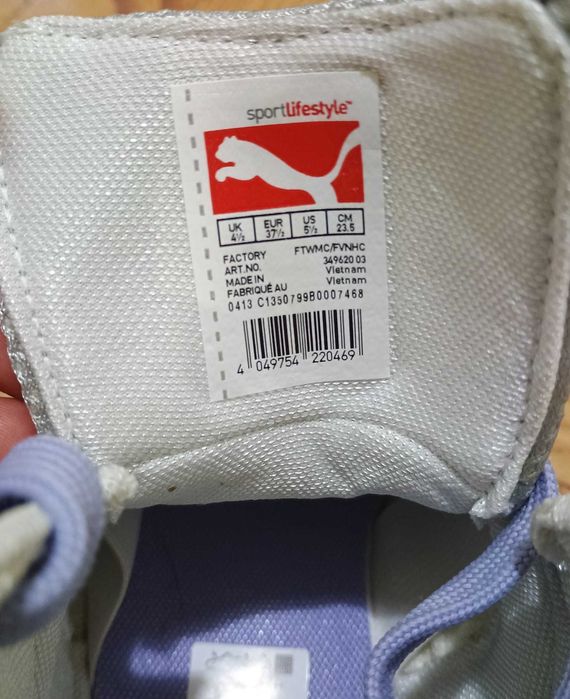 sportlifestyle™
UK EUR US CM
4½ 37½ 5½ 23.5
FACTORY FTWMC/FVNHC
ART.NO. 349620 03
MADE IN Vietnam
FABRIQUÉ AU Vietnam
0413 C1350799B0007468
4 049754 220469